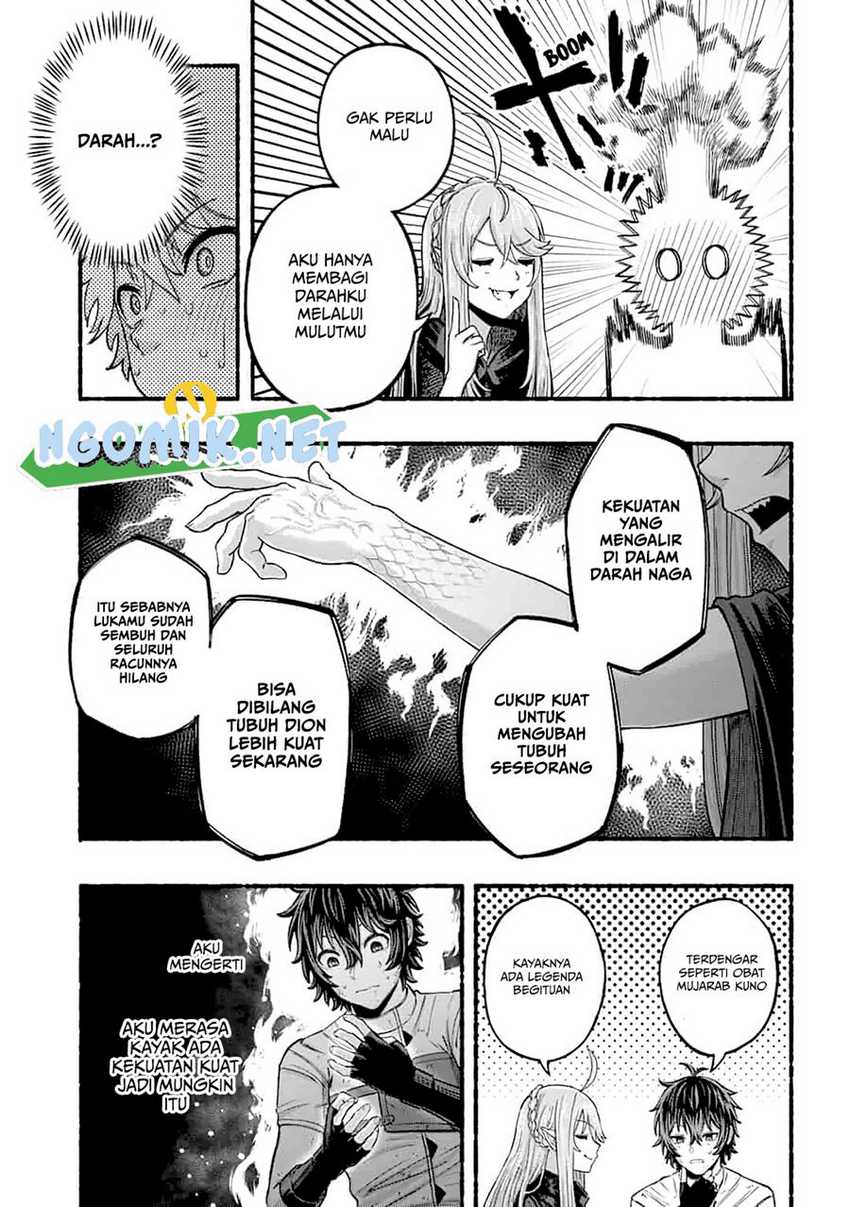 BOOM
GAK PERLU
MALU
AKU HANYA
MEMBAGI
DARAHKU
MELALUI
MULUTMU
DARAH...?
NGOMIK.NET
KEKUATAN
YANG
MENGALIR
DI DALAM
DARAH NAGA
CUKUP KUAT
UNTUK
MENGUBAH
TUBUH
SESEORANG
BISA
DIBILANG
TUBUH DION
LEBIH KUAT
SEKARANG
ITU SEBABNYA
LUKAMU SUDAH
SEMBUH DAN
SELURUH
RACUNNYA
HILANG
TERDENGAR
SEPERTI OBAT
MUJARAB KUNO
KAYAKNYA
ADA LEGENDA
BEGITUAN
AKU
MENGERTI
AKU MERASA
KAYAK ADA
KEKUATAN KUAT
JADI MUNGKIN
ITU